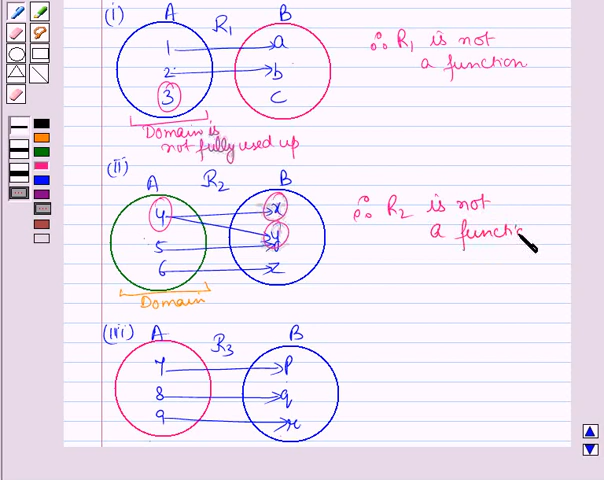 (i) A R1 B
1 a
2 b
3 c
Domain is
not fully used up
∴ R1 is not
a function
(ii) A R2 B
4 x
5 y
6 z
Domain
∴ R2 is not
a functi
(iii) A R3 B
7 p
8 q
9 r